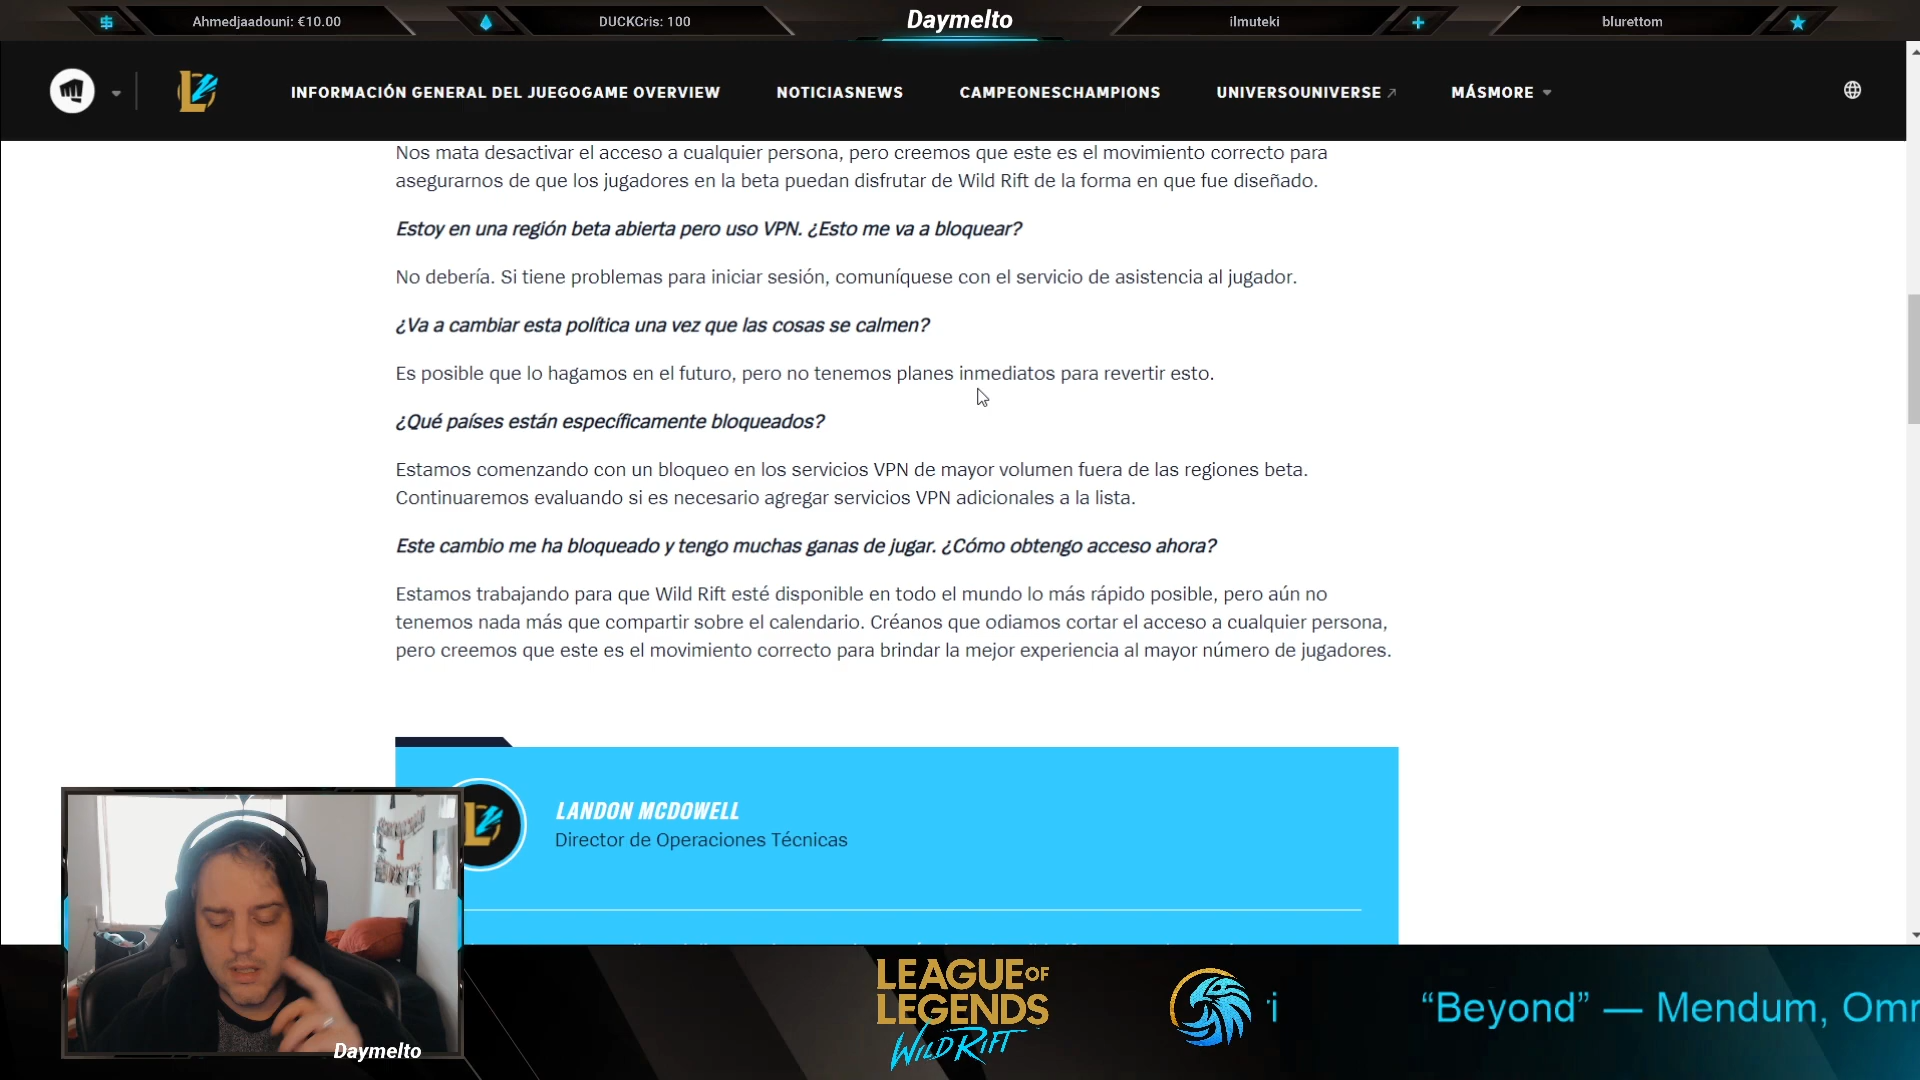 Ahmedjaadouni: €10.00
DUCKCris: 100
Daymelto
ilmuteki
blurettom
INFORMACIÓN GENERAL DEL JUEGOGAME OVERVIEW
NOTICIASNEWS
CAMPEONESCHAMPIONS
UNIVERSOUNIVERSE
MÁSMORE
Nos mata desactivar el acceso a cualquier persona, pero creemos que este es el movimiento correcto para
asegurarnos de que los jugadores en la beta puedan disfrutar de Wild Rift de la forma en que fue diseñado.
Estoy en una región beta abierta pero uso VPN. ¿Esto me va a bloquear?
No debería. Si tiene problemas para iniciar sesión, comuníquese con el servicio de asistencia al jugador.
¿Va a cambiar esta política una vez que las cosas se calmen?
Es posible que lo hagamos en el futuro, pero no tenemos planes inmediatos para revertir esto.
¿Qué países están específicamente bloqueados?
Estamos comenzando con un bloqueo en los servicios VPN de mayor volumen fuera de las regiones beta.
Continuaremos evaluando si es necesario agregar servicios VPN adicionales a la lista.
Este cambio me ha bloqueado y tengo muchas ganas de jugar. ¿Cómo obtengo acceso ahora?
Estamos trabajando para que Wild Rift esté disponible en todo el mundo lo más rápido posible, pero aún no
tenemos nada más que compartir sobre el calendario. Créanos que odiamos cortar el acceso a cualquier persona,
pero creemos que este es el movimiento correcto para brindar la mejor experiencia al mayor número de jugadores.
LANDON MCDOWELL
Director de Operaciones Técnicas
Daymelto
LEAGUE OF
LEGENDS
WILD RIFT
“Beyond” — Mendum,